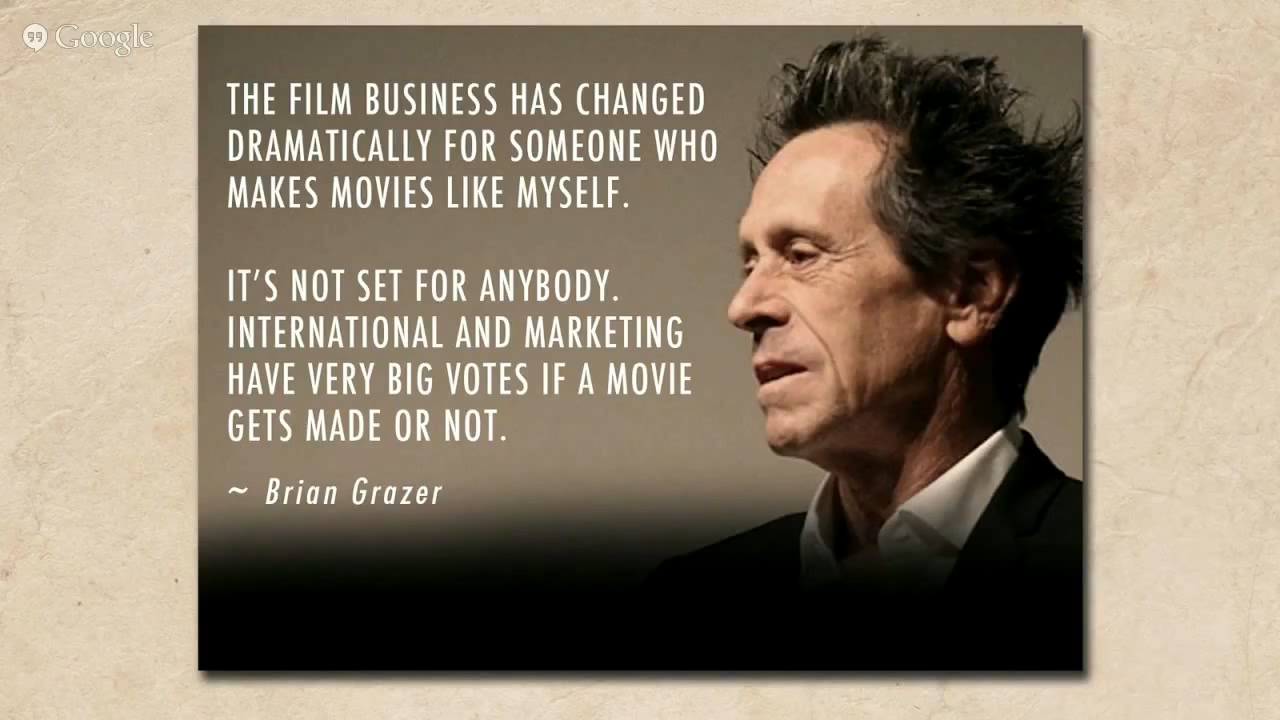 Google
THE FILM BUSINESS HAS CHANGED
DRAMATICALLY FOR SOMEONE WHO
MAKES MOVIES LIKE MYSELF.
IT'S NOT SET FOR ANYBODY.
INTERNATIONAL AND MARKETING
HAVE VERY BIG VOTES IF A MOVIE
GETS MADE OR NOT.
~ Brian Grazer